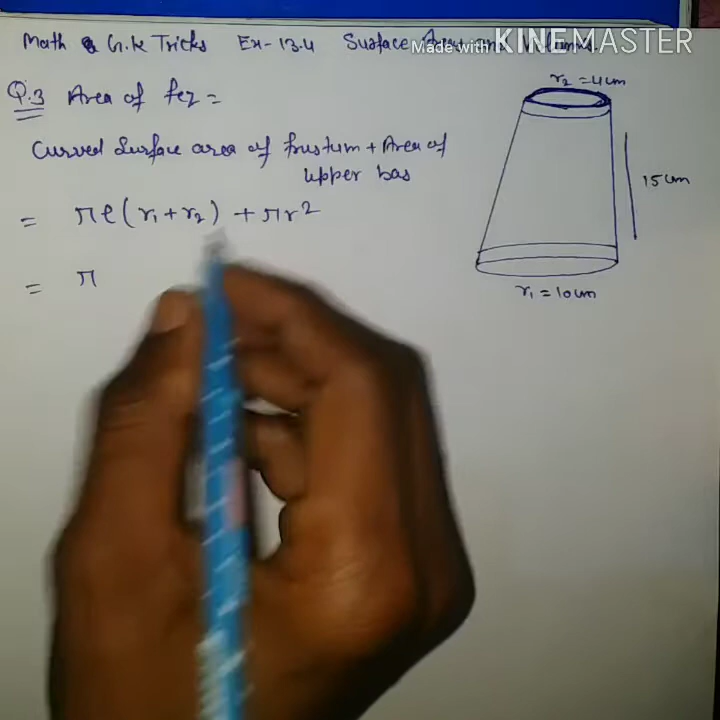 Math & G.K Tricks Ex-13.4 Surface
Made with KINEMASTER
Q.3 Area of fez =
Curved Surface area of frustum + Area of
upper bas
= πl(r₁+r₂) + πr²
= π
r₂ = 4cm
15cm
r₁ = 10cm